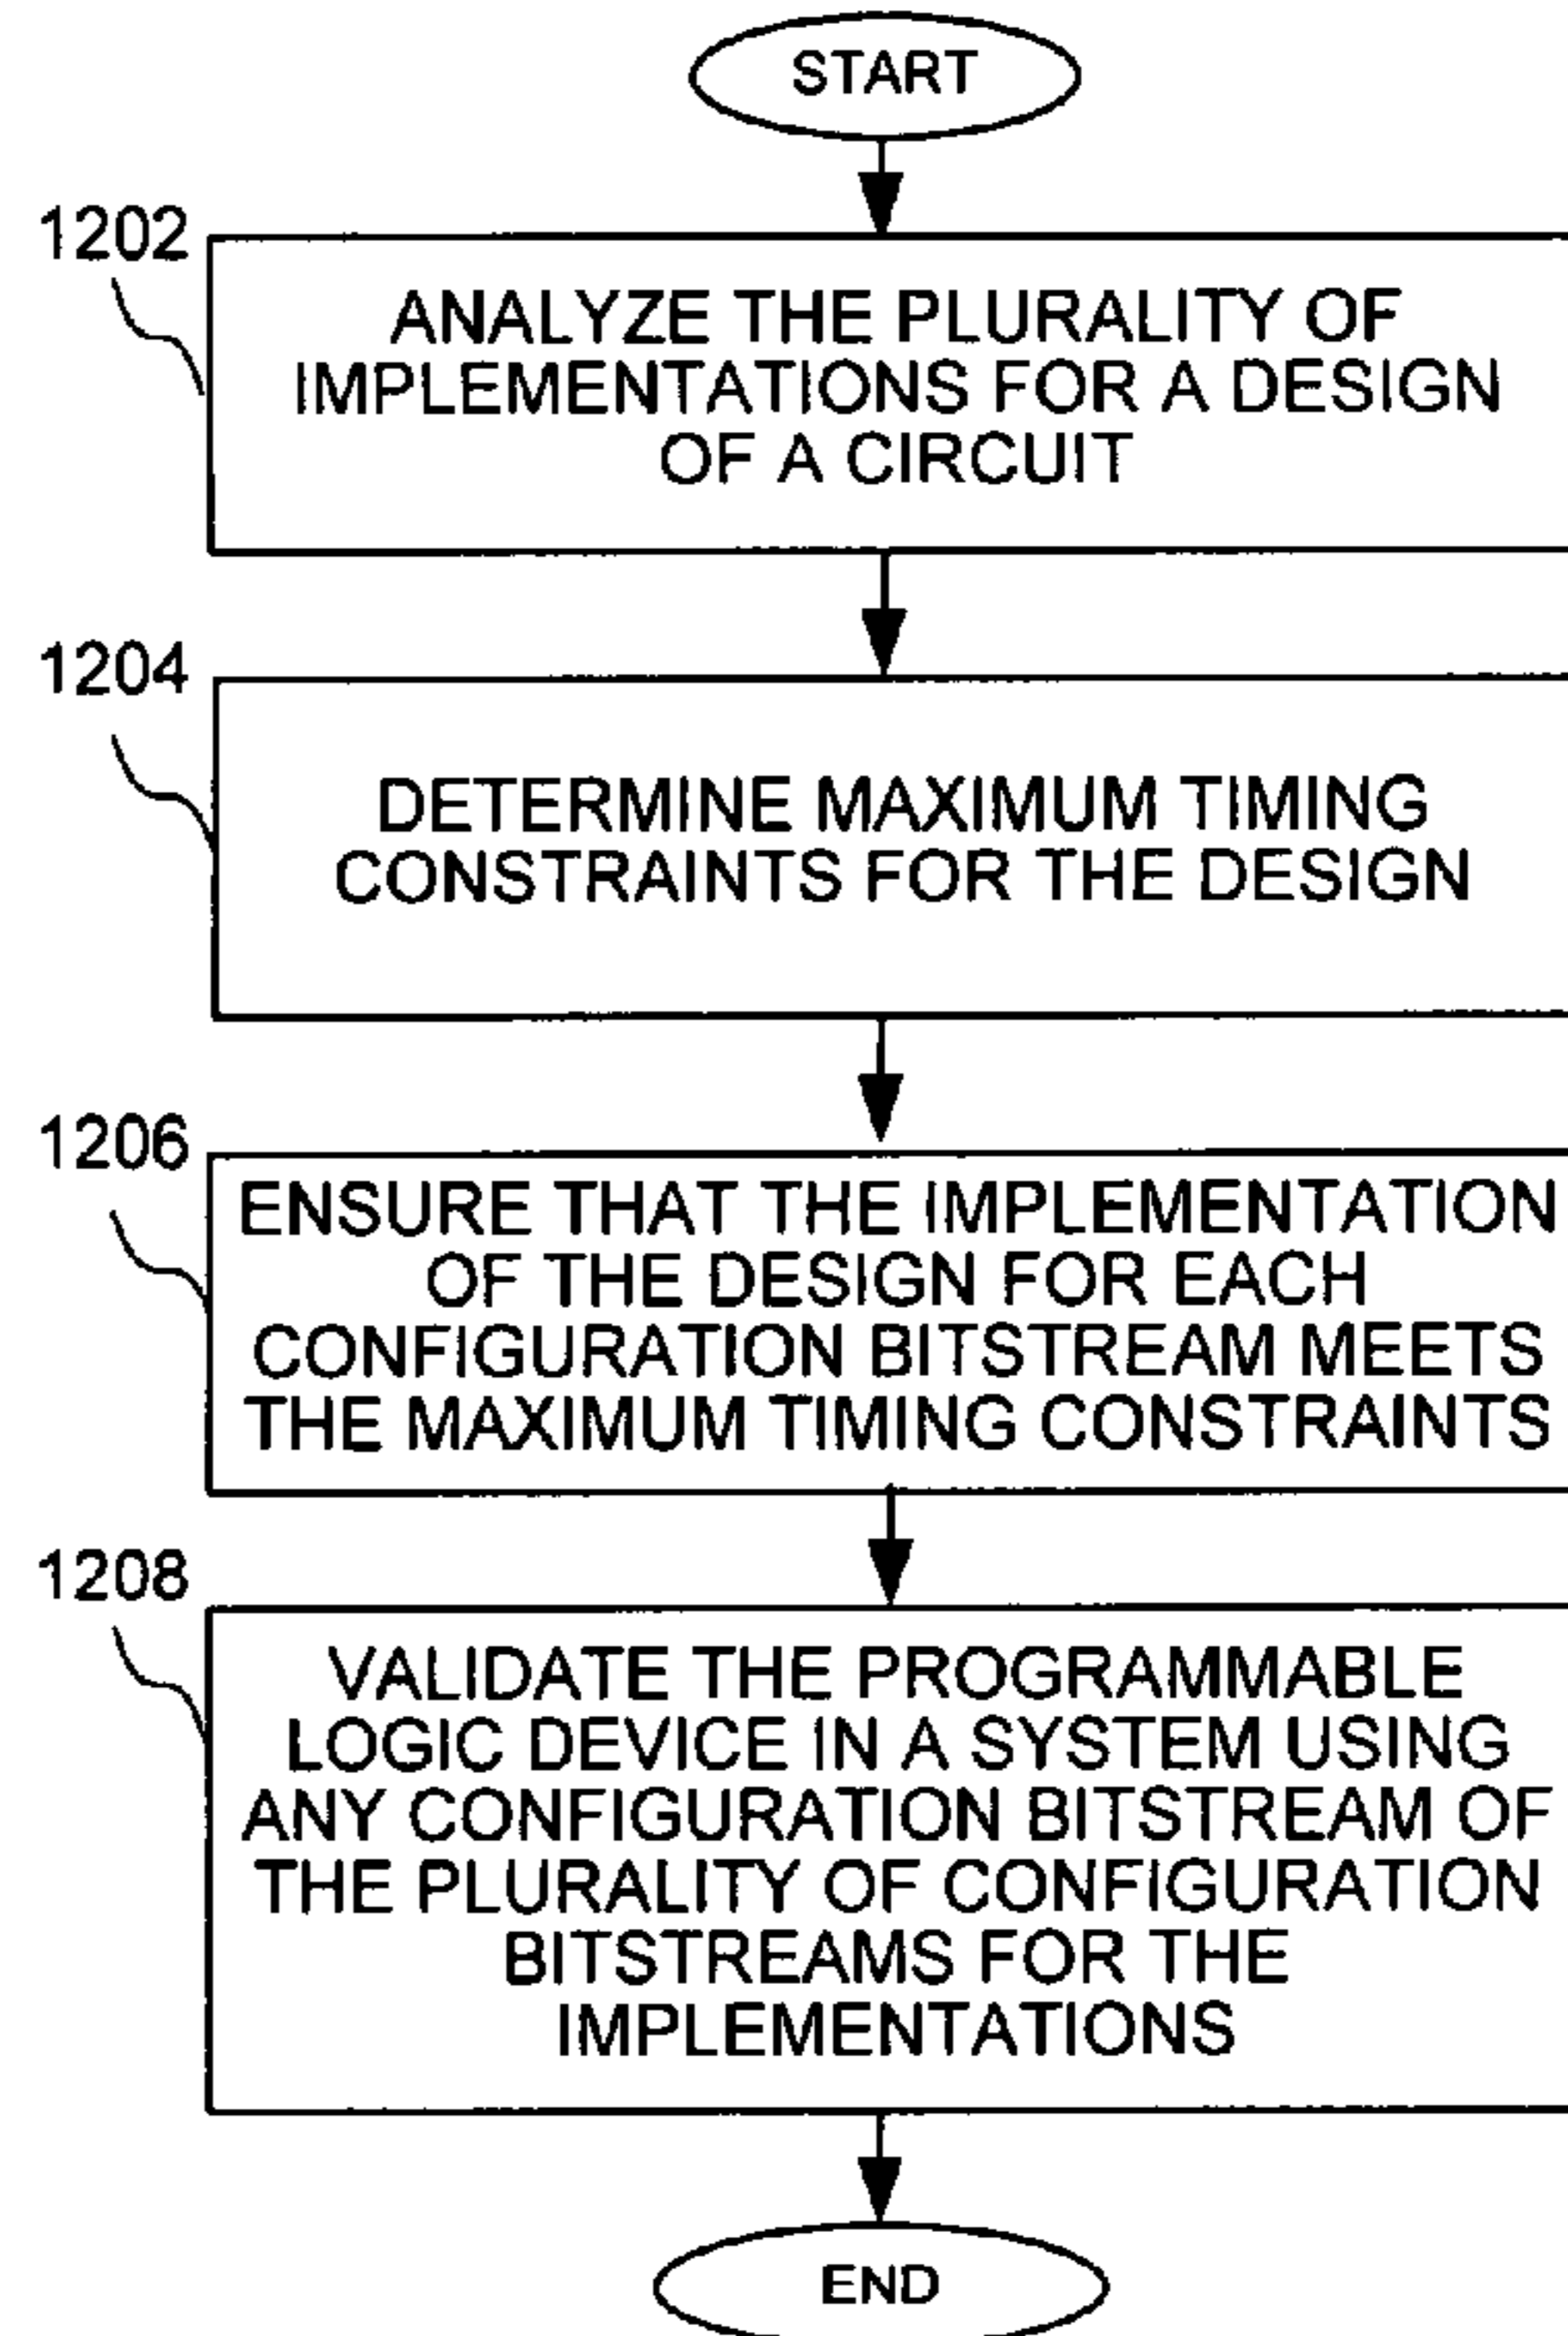 START
1202
ANALYZE THE PLURALITY OF
IMPLEMENTATIONS FOR A DESIGN
OF A CIRCUIT
1204
DETERMINE MAXIMUM TIMING
CONSTRAINTS FOR THE DESIGN
1206
ENSURE THAT THE IMPLEMENTATION
OF THE DESIGN FOR EACH
CONFIGURATION BITSTREAM MEETS
THE MAXIMUM TIMING CONSTRAINTS
1208
VALIDATE THE PROGRAMMABLE
LOGIC DEVICE IN A SYSTEM USING
ANY CONFIGURATION BITSTREAM OF
THE PLURALITY OF CONFIGURATION
BITSTREAMS FOR THE
IMPLEMENTATIONS
END